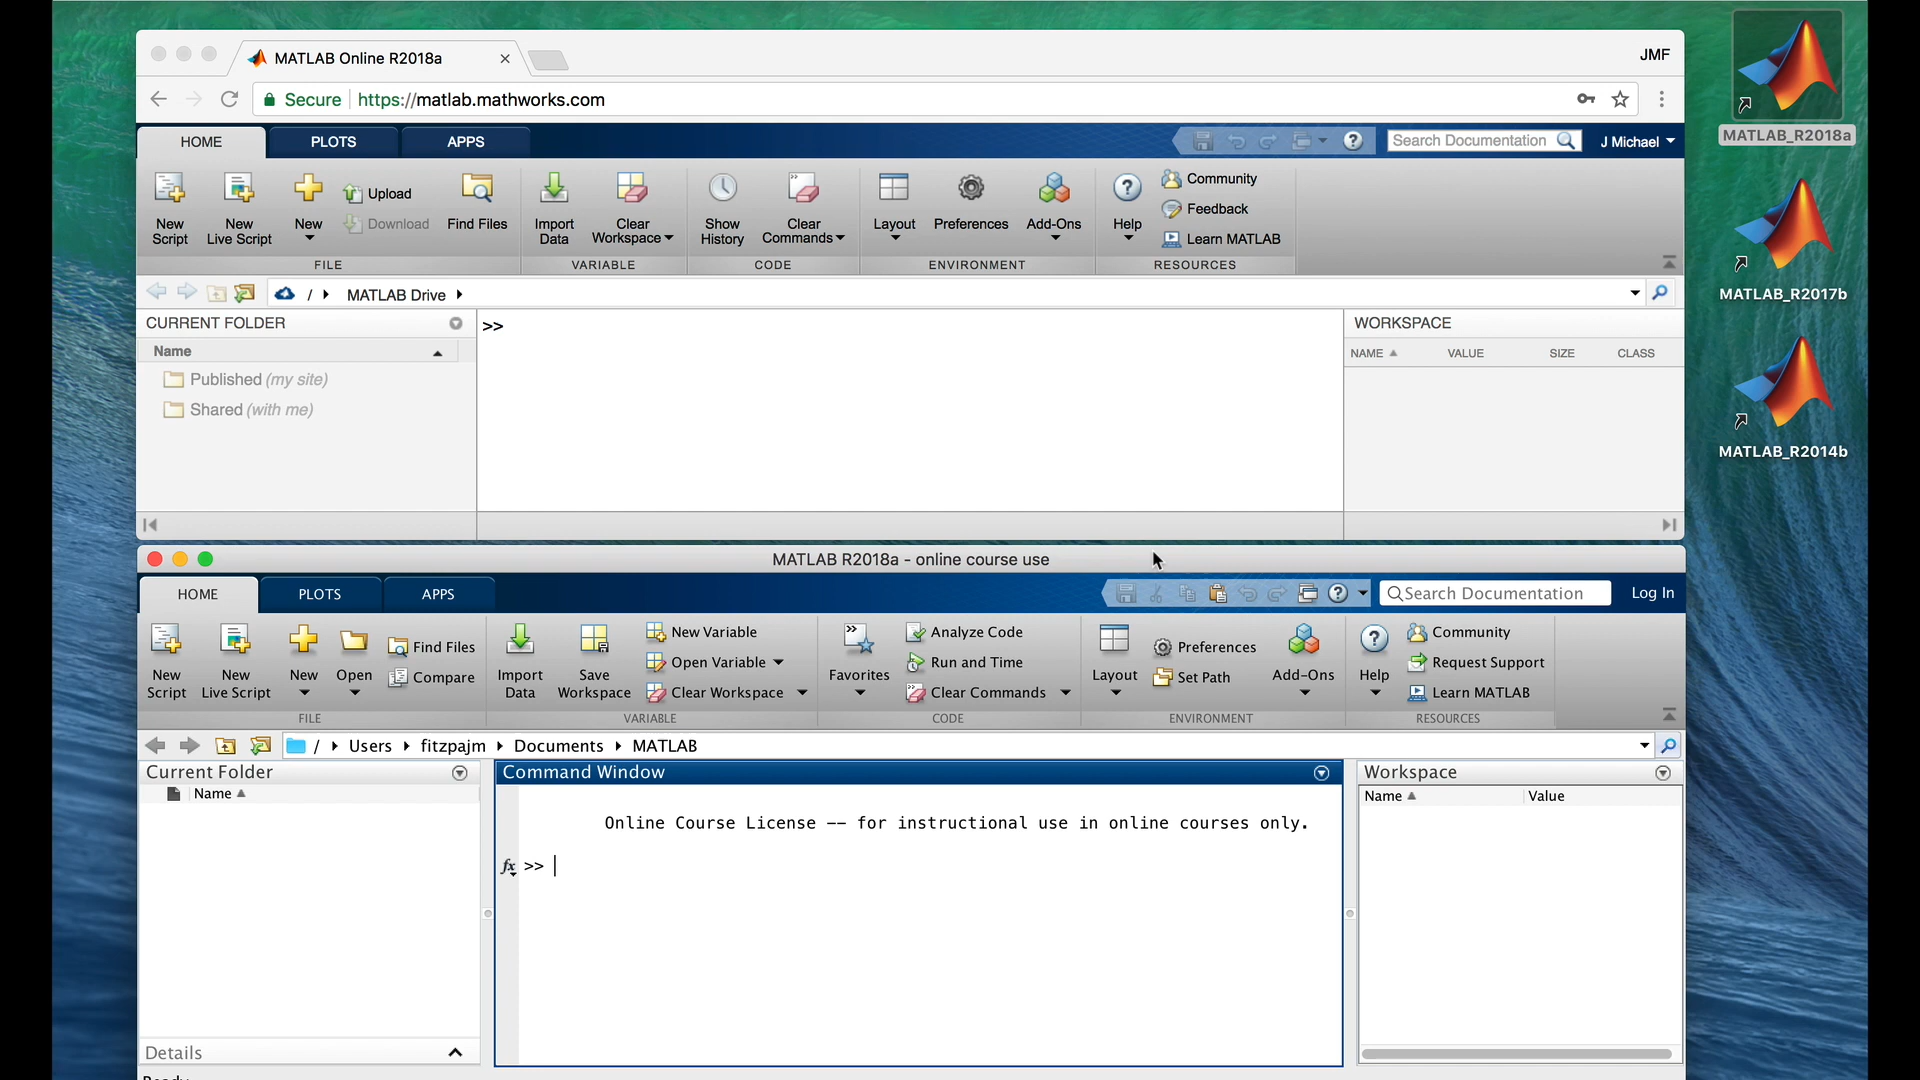 MATLAB Online R2018a
JMF
Secure
https://matlab.mathworks.com
MATLAB_R2018a
HOME PLOTS APPS
Search Documentation
J Michael
New Script
New Live Script
New
Upload
Download
Find Files
Import Data
Clear Workspace
Show History
Clear Commands
Layout
Preferences
Add-Ons
Help
Community
Feedback
Learn MATLAB
FILE VARIABLE CODE ENVIRONMENT RESOURCES
/ MATLAB Drive
MATLAB_R2017b
CURRENT FOLDER
Name
Published (my site)
Shared (with me)
>>
WORKSPACE
NAME VALUE SIZE CLASS
MATLAB_R2014b
MATLAB R2018a - online course use
HOME PLOTS APPS
Search Documentation
Log In
New Script
New Live Script
New
Open
Find Files
Compare
Import Data
Save Workspace
New Variable
Open Variable
Clear Workspace
Favorites
Analyze Code
Run and Time
Clear Commands
Layout
Preferences
Set Path
Add-Ons
Help
Community
Request Support
Learn MATLAB
FILE VARIABLE CODE ENVIRONMENT RESOURCES
/ Users fitzpajm Documents MATLAB
Current Folder
Name
Command Window
Online Course License -- for instructional use in online courses only.
fx >>
Workspace
Name Value
Details
Ready